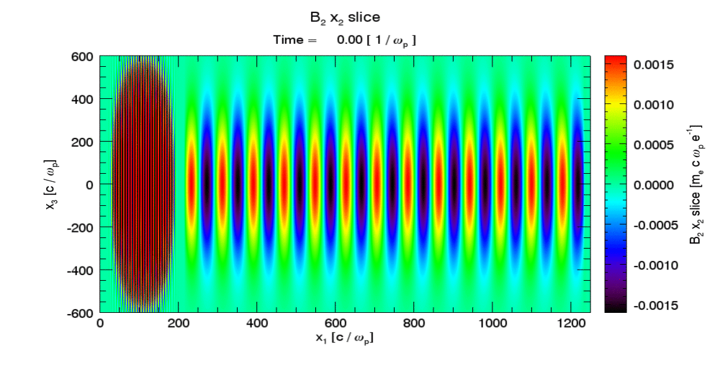 B₂ x₂ slice
Time =     0.00 [ 1 / ωₚ ]
600
400
200
0
-200
-400
-600
x₃ [c / ωₚ]
0 200 400 600 800 1000 1200
x₁ [c / ωₚ]
0.0015
0.0010
0.0005
0.0000
-0.0005
-0.0010
-0.0015
B₂ x₂ slice [mₑ c ωₚ e⁻¹]